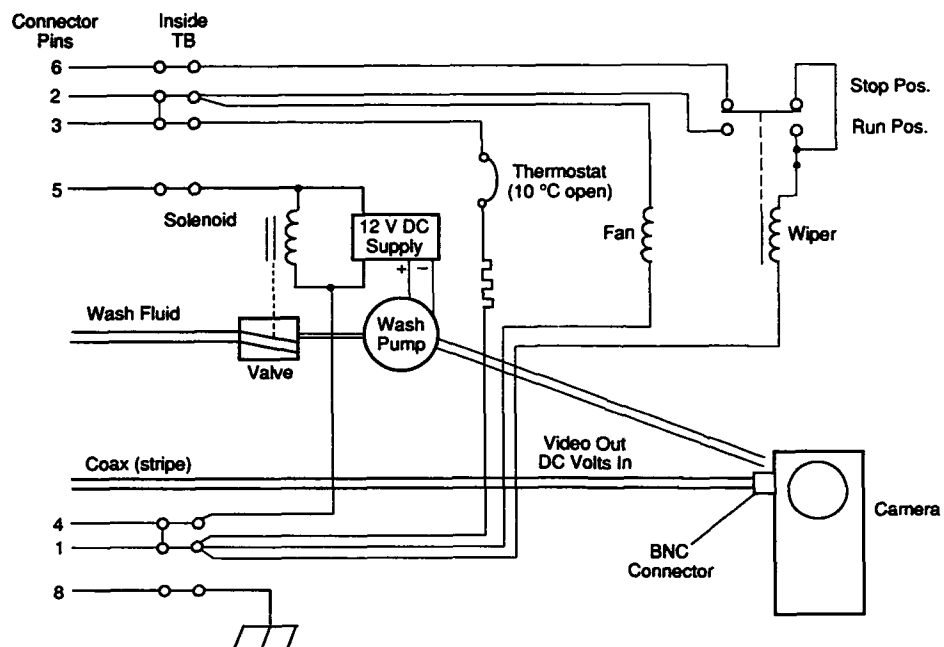 Connector
Pins
Inside
TB
6
2
3
5
Stop Pos.
Run Pos.
Thermostat
(10 °C open)
Solenoid
12 V DC
Supply
+ −
Fan
Wiper
Wash Fluid
Wash
Pump
Valve
Coax (stripe)
Video Out
DC Volts In
4
1
8
BNC
Connector
Camera